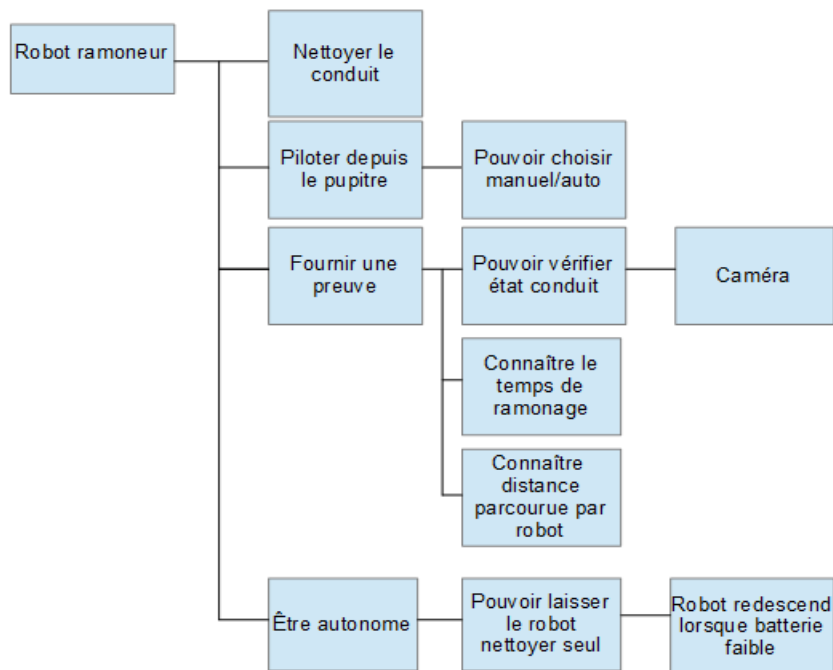 Robot ramoneur
Nettoyer le
conduit
Piloter depuis
le pupitre
Pouvoir choisir
manuel/auto
Fournir une
preuve
Pouvoir vérifier
état conduit
Caméra
Connaître le
temps de
ramonage
Connaître
distance
parcourue par
robot
Être autonome
Pouvoir laisser
le robot
nettoyer seul
Robot redescend
lorsque batterie
faible